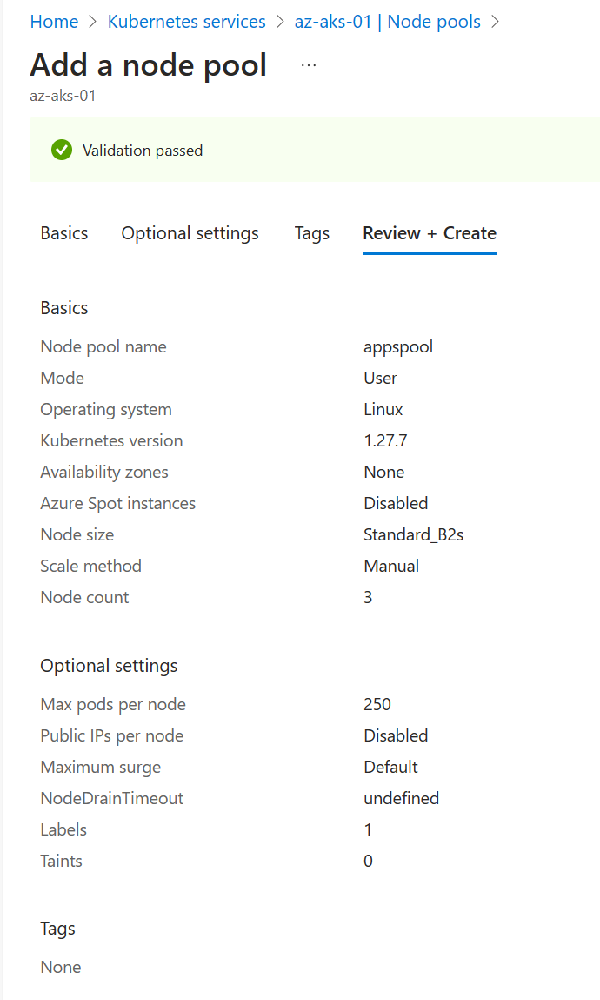 Home > Kubernetes services > az-aks-01 | Node pools >
Add a node pool ...
az-aks-01
Validation passed
Basics Optional settings Tags Review + Create
Basics
Node pool name appspool
Mode User
Operating system Linux
Kubernetes version 1.27.7
Availability zones None
Azure Spot instances Disabled
Node size Standard_B2s
Scale method Manual
Node count 3
Optional settings
Max pods per node 250
Public IPs per node Disabled
Maximum surge Default
NodeDrainTimeout undefined
Labels 1
Taints 0
Tags
None